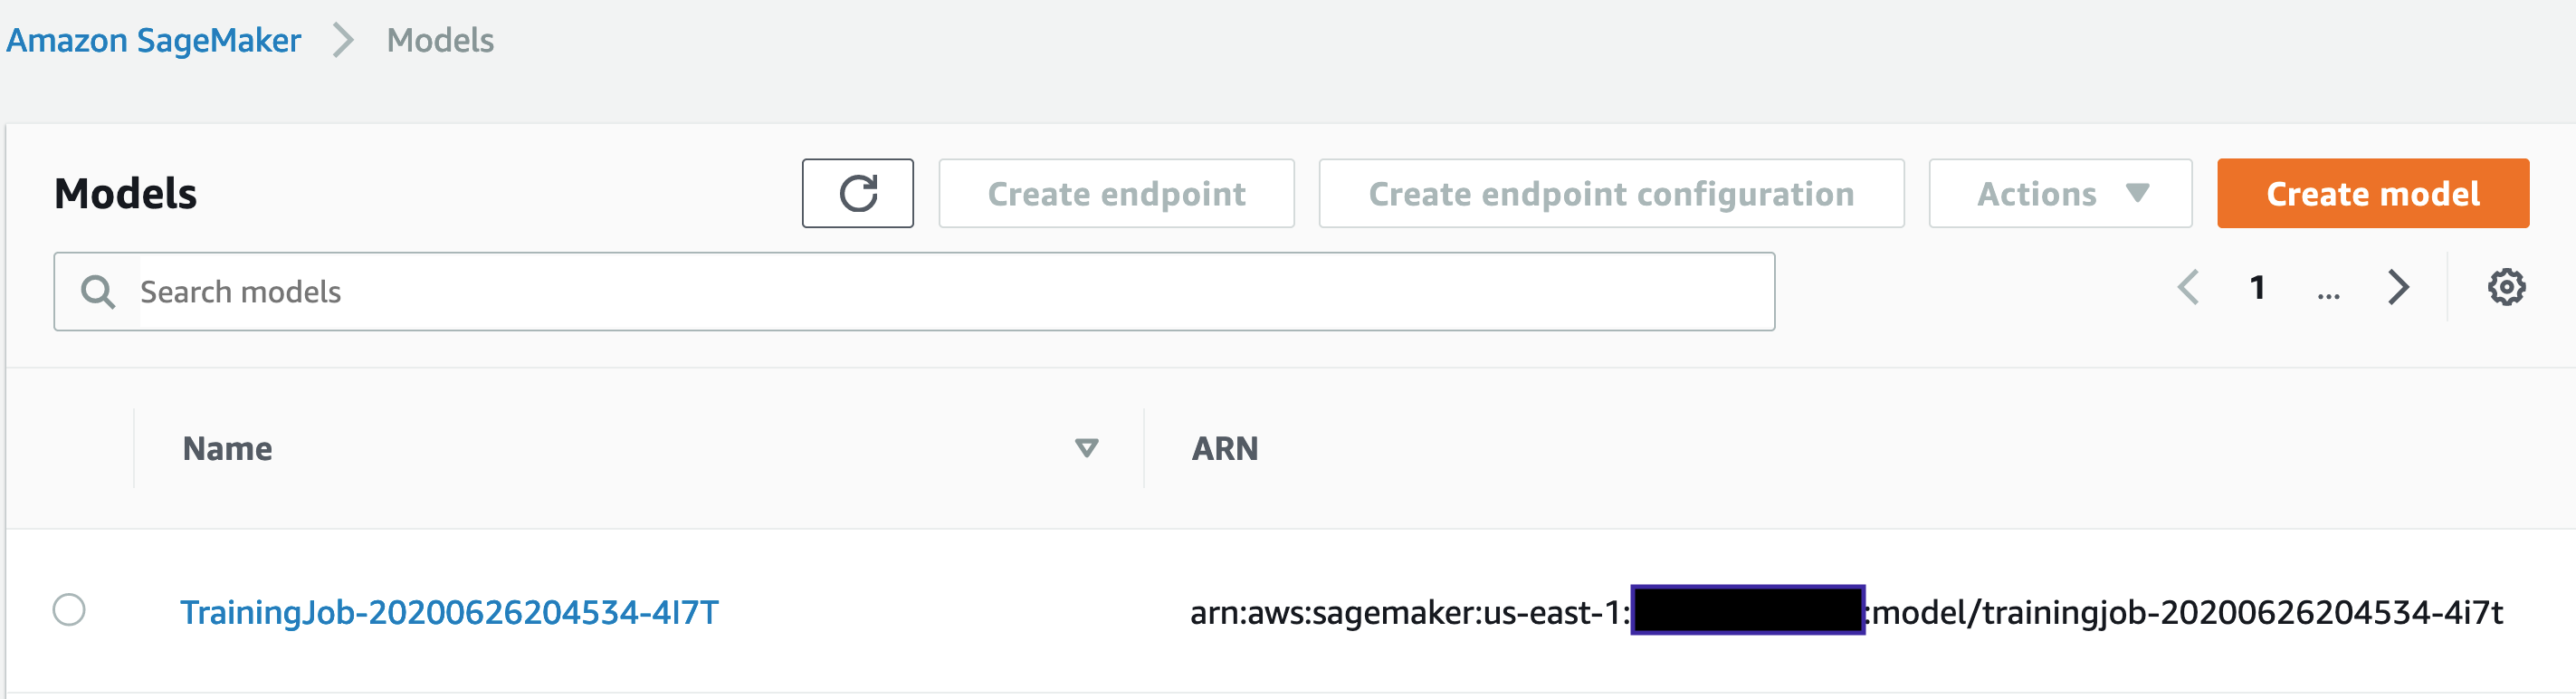 Amazon SageMaker > Models
Models Create endpoint Create endpoint configuration Actions Create model
Search models 1 ...
Name ARN
TrainingJob-20200626204534-4I7T arn:aws:sagemaker:us-east-1: :model/trainingjob-20200626204534-4i7t